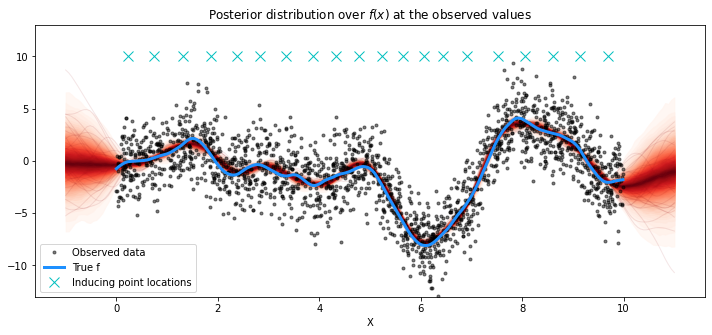 Posterior distribution over f(x) at the observed values
10
5
0
−5
−10
Observed data
True f
Inducing point locations
0 2 4 6 8 10
X